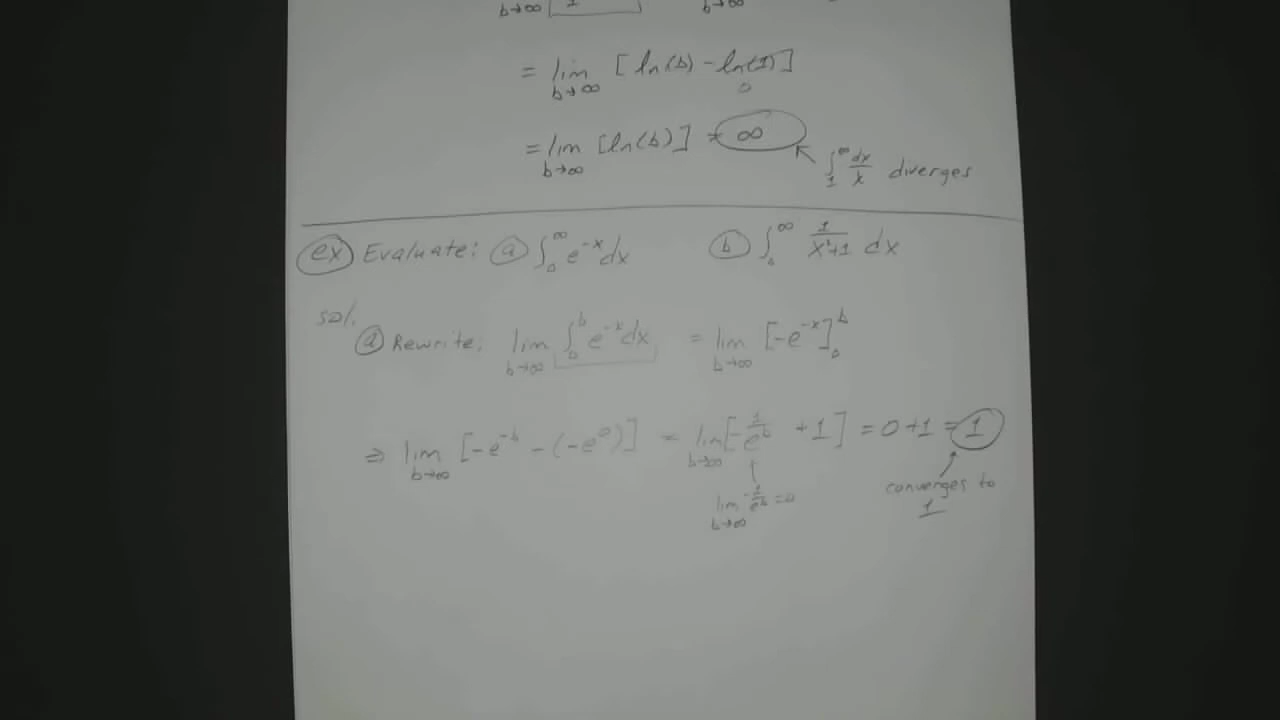 b→∞ 1 b→∞
= lim [ln(b) - ln(1)]
b→∞ 0
= lim [ln(b)] = ∞
b→∞ ∫₁^∞ dx/x diverges
ex Evaluate: a ∫₀^∞ e^-x dx b ∫₀^∞ 1/(x²+1) dx
sol.
a Rewrite: lim ∫₀^b e^-x dx = lim [-e^-x]₀^b
b→∞ b→∞
⇒ lim [-e^-b - (-e^0)] = lim [-1/e^b + 1] = 0+1 = 1
b→∞ b→∞
lim -1/e^b = 0 converges to
b→∞ 1